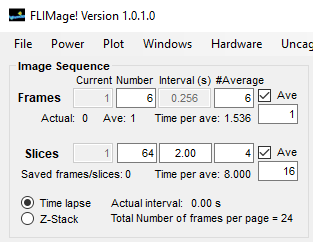 FLIMage! Version 1.0.1.0
File Power Plot Windows Hardware Uncag
Image Sequence
Current Number Interval (s) #Average
Frames 1 6 0.256 6 Ave
1
Actual: 0 Ave: 1 Time per ave: 1.536
Slices 1 64 2.00 4 Ave
16
Saved frames/slices: 0 Time per ave: 8.000
Time lapse Actual interval: 0.00 s
Z-Stack Total Number of frames per page = 24